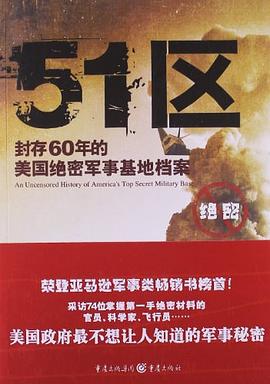 51区
封存60年的
美国绝密军事基地档案
An Uncensored History of America's Top Secret Military Base
绝密
荣登亚马逊军事类畅销书榜首！
采访74位掌握第一手绝密材料的
官员、科学家、飞行员……
美国政府最不想让人知道的军事秘密
重庆出版集团 重庆出版社